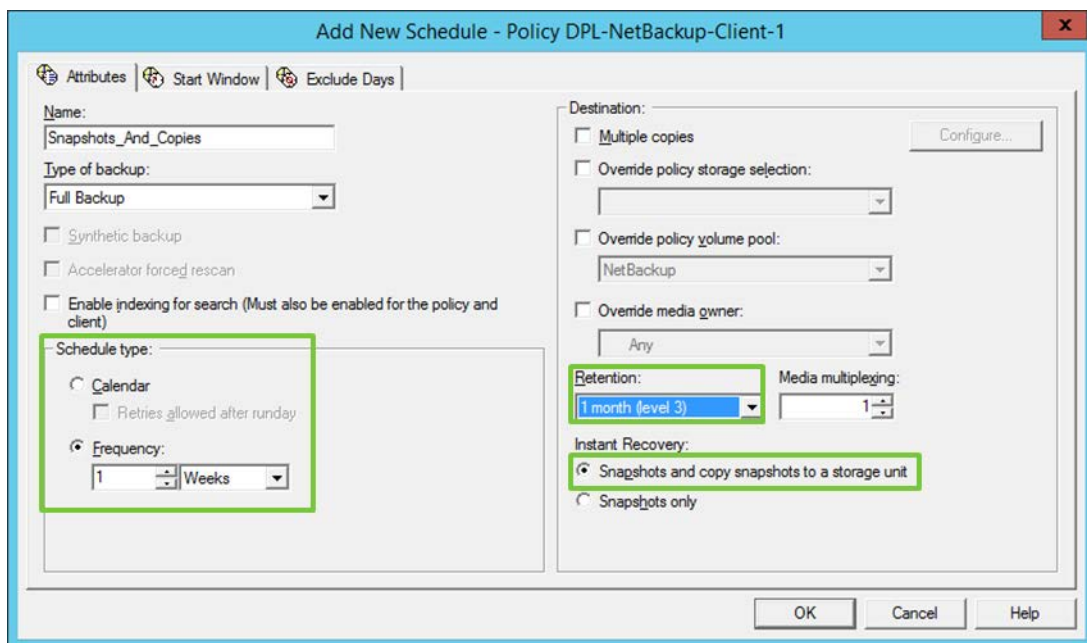 Add New Schedule - Policy DPL-NetBackup-Client-1
x
Attributes
Start Window
Exclude Days
Name:
Snapshots_And_Copies
Type of backup:
Full Backup
Synthetic backup
Accelerator forced rescan
Enable indexing for search (Must also be enabled for the policy and
client)
Schedule type:
Calendar
Retries allowed after runday
Frequency:
1
Weeks
Destination:
Multiple copies
Configure...
Override policy storage selection:
Override policy volume pool:
NetBackup
Override media owner:
Any
Retention:
Media multiplexing:
1 month (level 3)
1
Instant Recovery:
Snapshots and copy snapshots to a storage unit
Snapshots only
OK
Cancel
Help